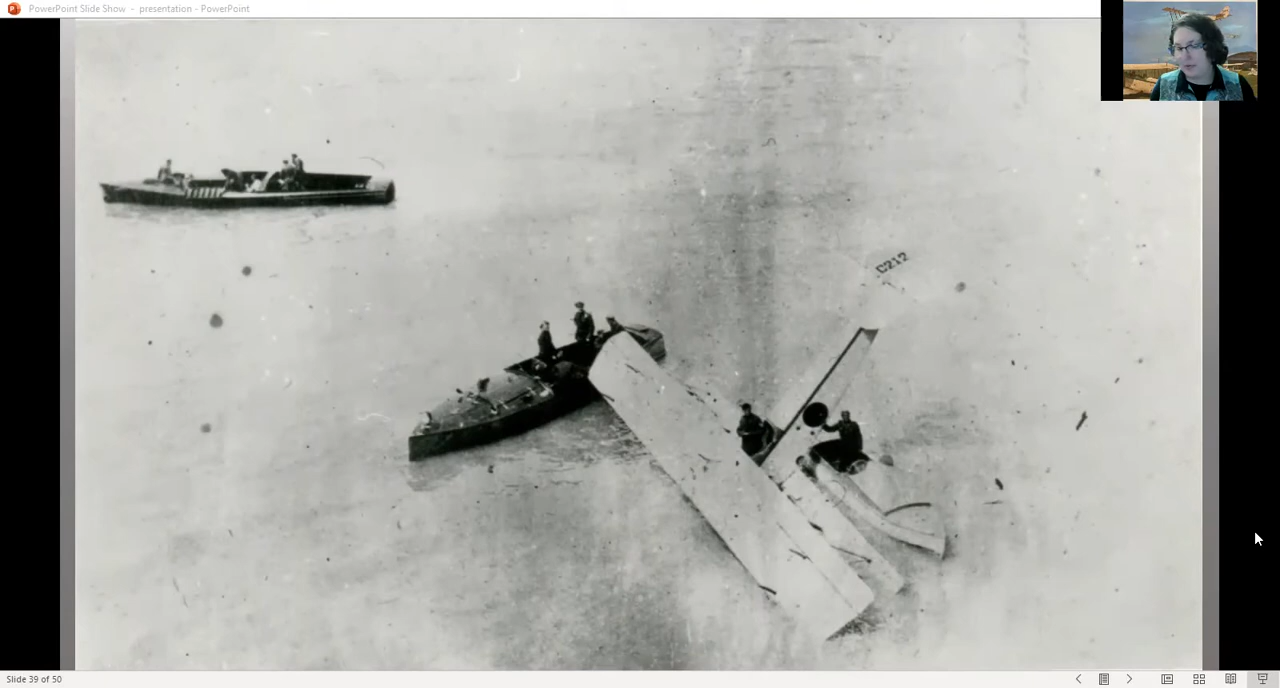 PowerPoint Slide Show - presentation - PowerPoint
C212
Slide 39 of 50